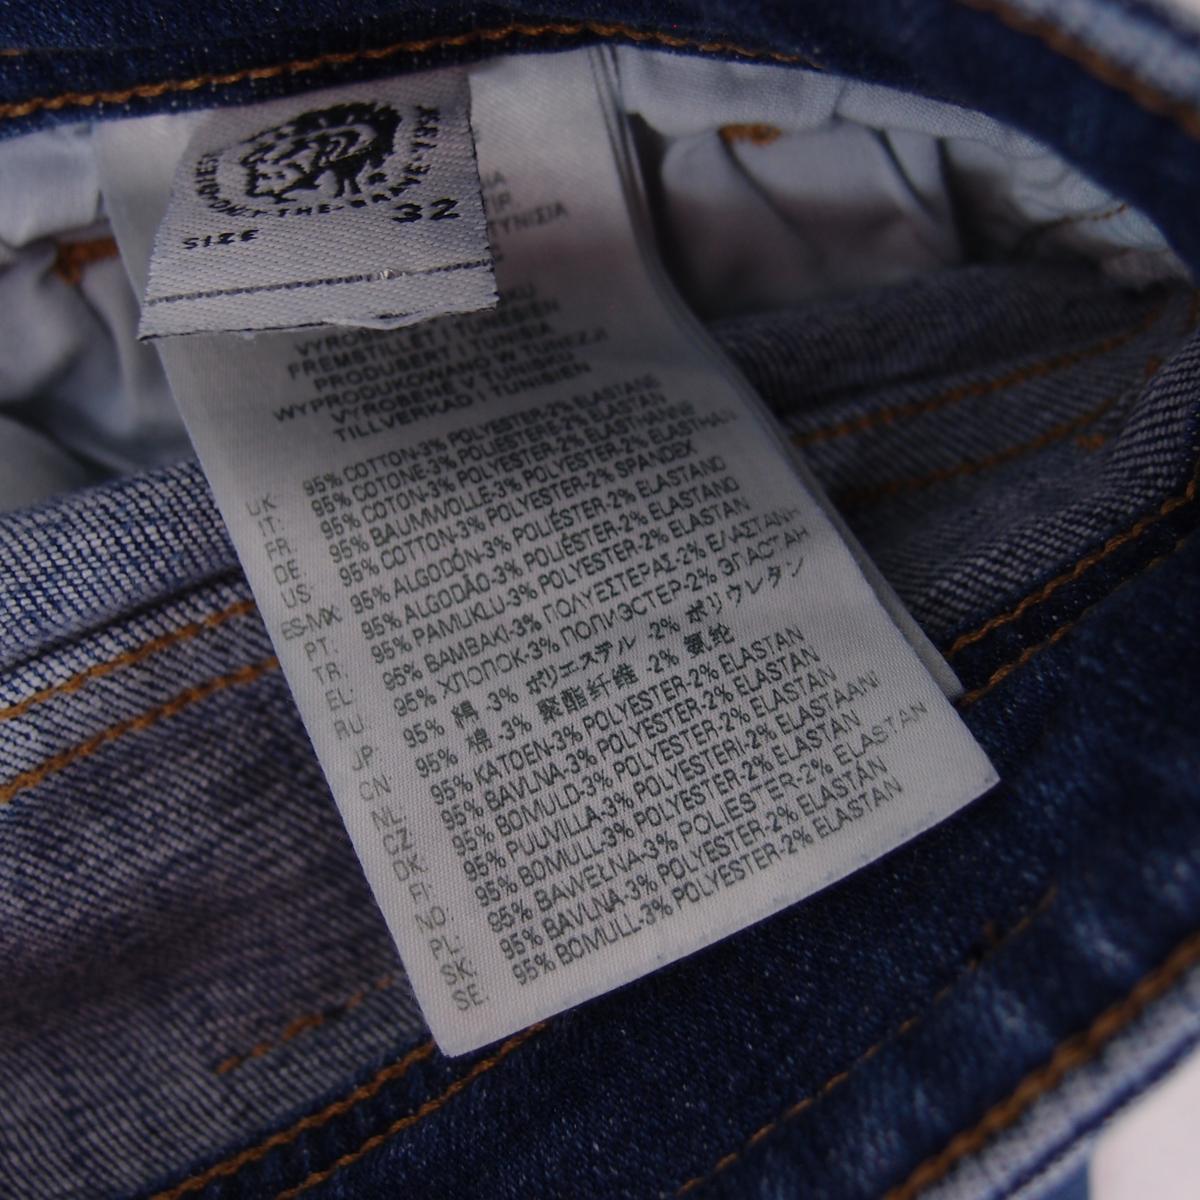 ONLY THE BRAVE
SIZE 32
ΤΥΝΙΣΙΑ
FREMSTILLET I TUNESIEN
PRODUSERT I TUNISIA
WYPRODUKOWANO W TUNEZJI
VYROBENÉ V TUNISKU
TILLVERKAD I TUNISIEN
UK: 95% COTTON-3% POLYESTER-2% ELASTANE
IT: 95% COTONE-3% POLIESTERE-2% ELASTAN
FR: 95% COTON-3% POLYESTER-2% ELASTHANNE
DE: 95% BAUMWOLLE-3% POLYESTER-2% ELASTHAN
US: 95% COTTON-3% POLYESTER-2% SPANDEX
ES-MX: 95% ALGODÓN-3% POLIÉSTER-2% ELASTANO
PT: 95% ALGODÃO-3% POLIÉSTER-2% ELASTANO
TR: 95% PAMUKLU-3% POLYESTER-2% ELASTAN
EL: 95% ΒΑΜΒΑΚΙ-3% ΠΟΛΥΕΣΤΕΡΑΣ-2% ΕΛΑΣΤΑΝΗ
RU: 95% ХЛОПОК-3% ПОЛИЭСТЕР-2% ЭЛАСТАН
JP: 95% 綿 -3% ポリエステル -2% ポリウレタン
CN: 95% 棉 -3% 聚酯纤维 -2% 氨纶
NL: 95% KATOEN-3% POLYESTER-2% ELASTAN
CZ: 95% BAVLNA-3% POLYESTER-2% ELASTAN
DK: 95% BOMULD-3% POLYESTER-2% ELASTAN
FI: 95% PUUVILLA-3% POLYESTERI-2% ELASTAANI
NO: 95% BOMULL-3% POLYESTER-2% ELASTAN
PL: 95% BAWEŁNA-3% POLIESTER-2% ELASTAN
SK: 95% BAVLNA-3% POLYESTER-2% ELASTAN
SE: 95% BOMULL-3% POLYESTER-2% ELASTAN